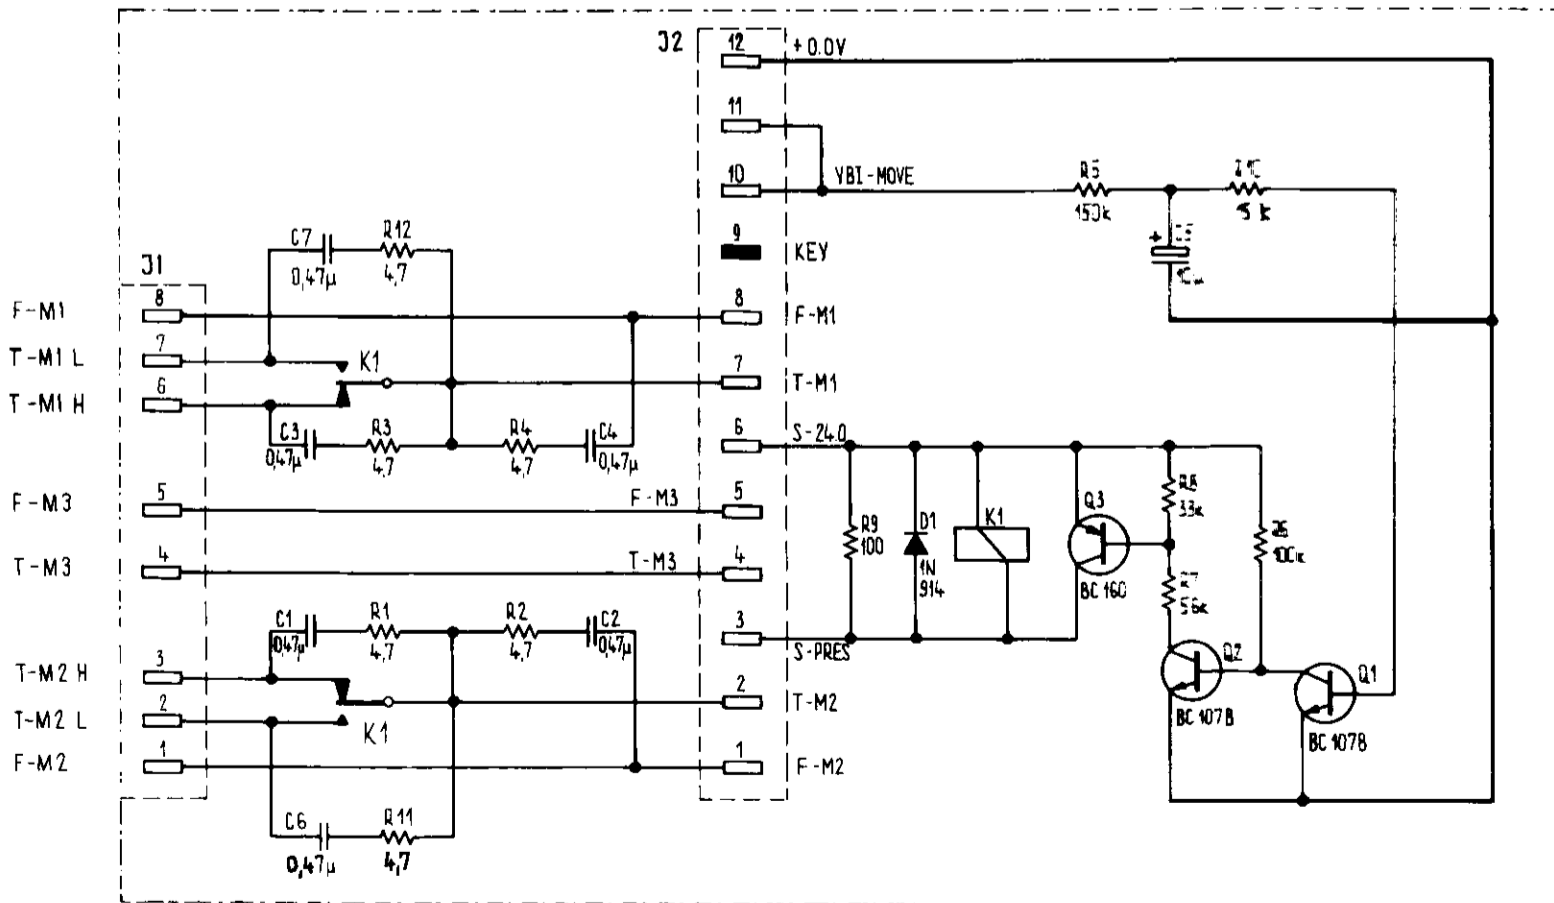 J2
12
+0.0V
11
10
YBI-MOVE
R5
150k
15k
+
10µ
9
KEY
C7
0,47µ
R12
4,7
J1
F-M1
8
8
F-M1
T-M1 L
7
K1
7
T-M1
T-M1 H
6
C3
0,47µ
R3
4,7
R4
4,7
C4
0,47µ
6
S-24.0
F-M3
5
F-M3
5
T-M3
4
T-M3
4
R9
100
D1
1N
914
K1
Q3
BC 160
R8
33k
R7
56k
100k
3
S-PRES
C1
0,47µ
R1
4,7
R2
4,7
C2
0,47µ
T-M2 H
3
T-M2 L
2
K1
2
T-M2
F-M2
1
1
F-M2
Q2
BC 107B
Q1
BC 107B
C6
0,47µ
R11
4,7